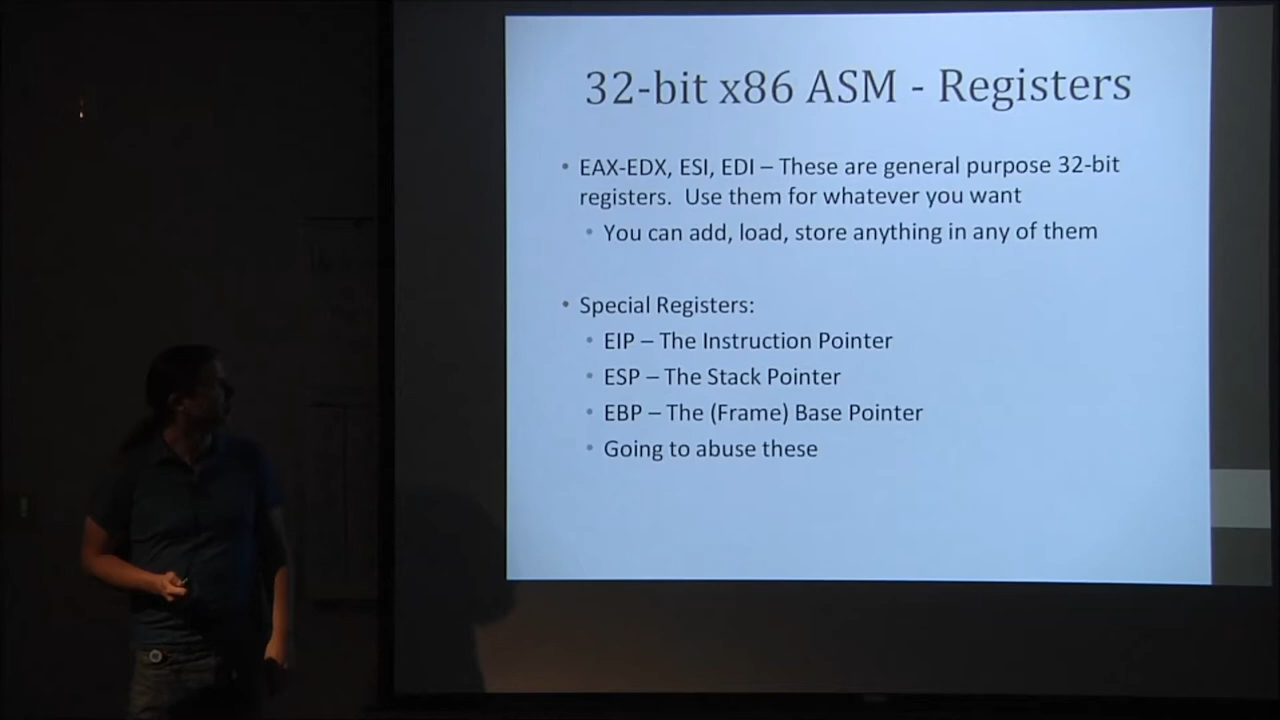 32-bit x86 ASM - Registers
• EAX-EDX, ESI, EDI – These are general purpose 32-bit
registers.  Use them for whatever you want
• You can add, load, store anything in any of them
• Special Registers:
• EIP – The Instruction Pointer
• ESP – The Stack Pointer
• EBP – The (Frame) Base Pointer
• Going to abuse these